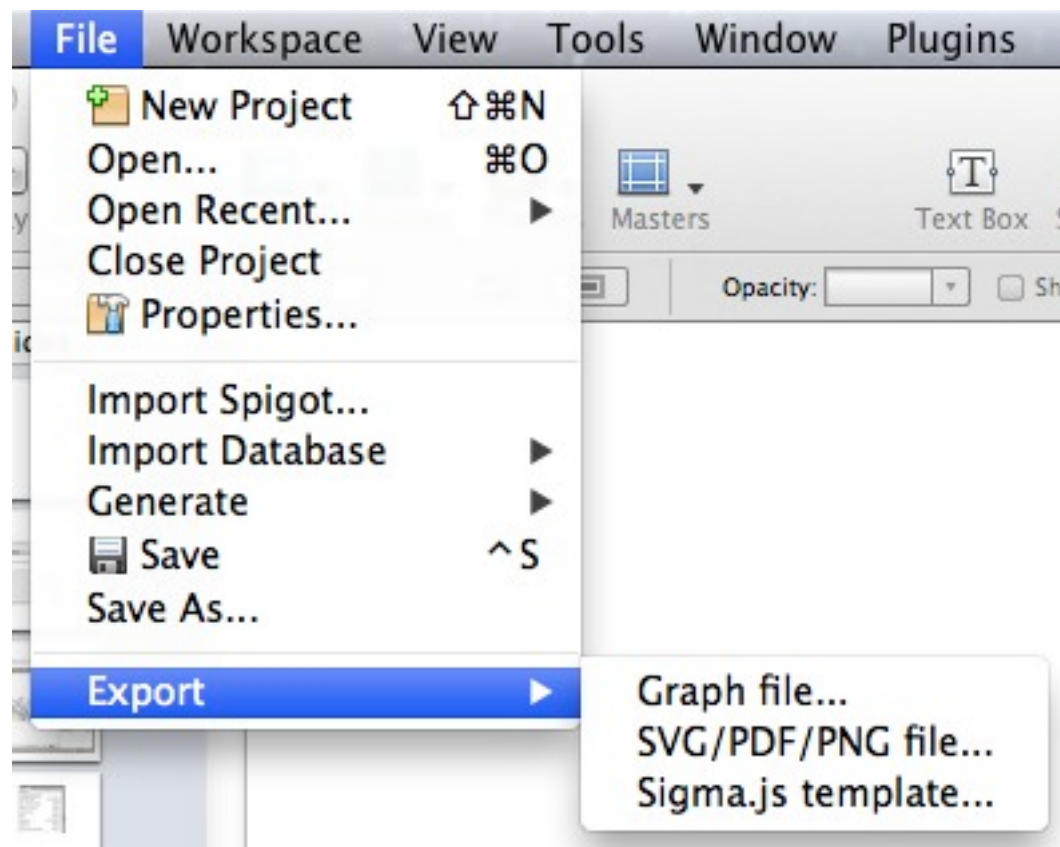 File Workspace View Tools Window Plugins
New Project ⇧⌘N
Open... ⌘O
Open Recent... ▶
Close Project
Properties...
Import Spigot...
Import Database ▶
Generate ▶
Save ^S
Save As...
Export ▶
Graph file...
SVG/PDF/PNG file...
Sigma.js template...
Masters
Text Box
Opacity:
Sh